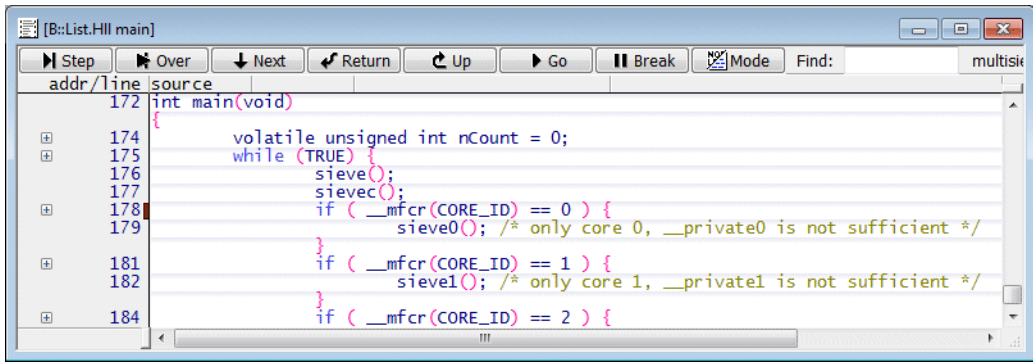 [B::List.Hll main]
Step Over Next Return Up Go Break Mode Find: multisie
addr/line source
172 int main(void)
{
174 volatile unsigned int nCount = 0;
175 while (TRUE) {
176 sieve();
177 sievec();
178 if ( __mfcr(CORE_ID) == 0 ) {
179 sieve0(); /* only core 0, __private0 is not sufficient */
}
181 if ( __mfcr(CORE_ID) == 1 ) {
182 sieve1(); /* only core 1, __private1 is not sufficient */
}
184 if ( __mfcr(CORE_ID) == 2 ) {